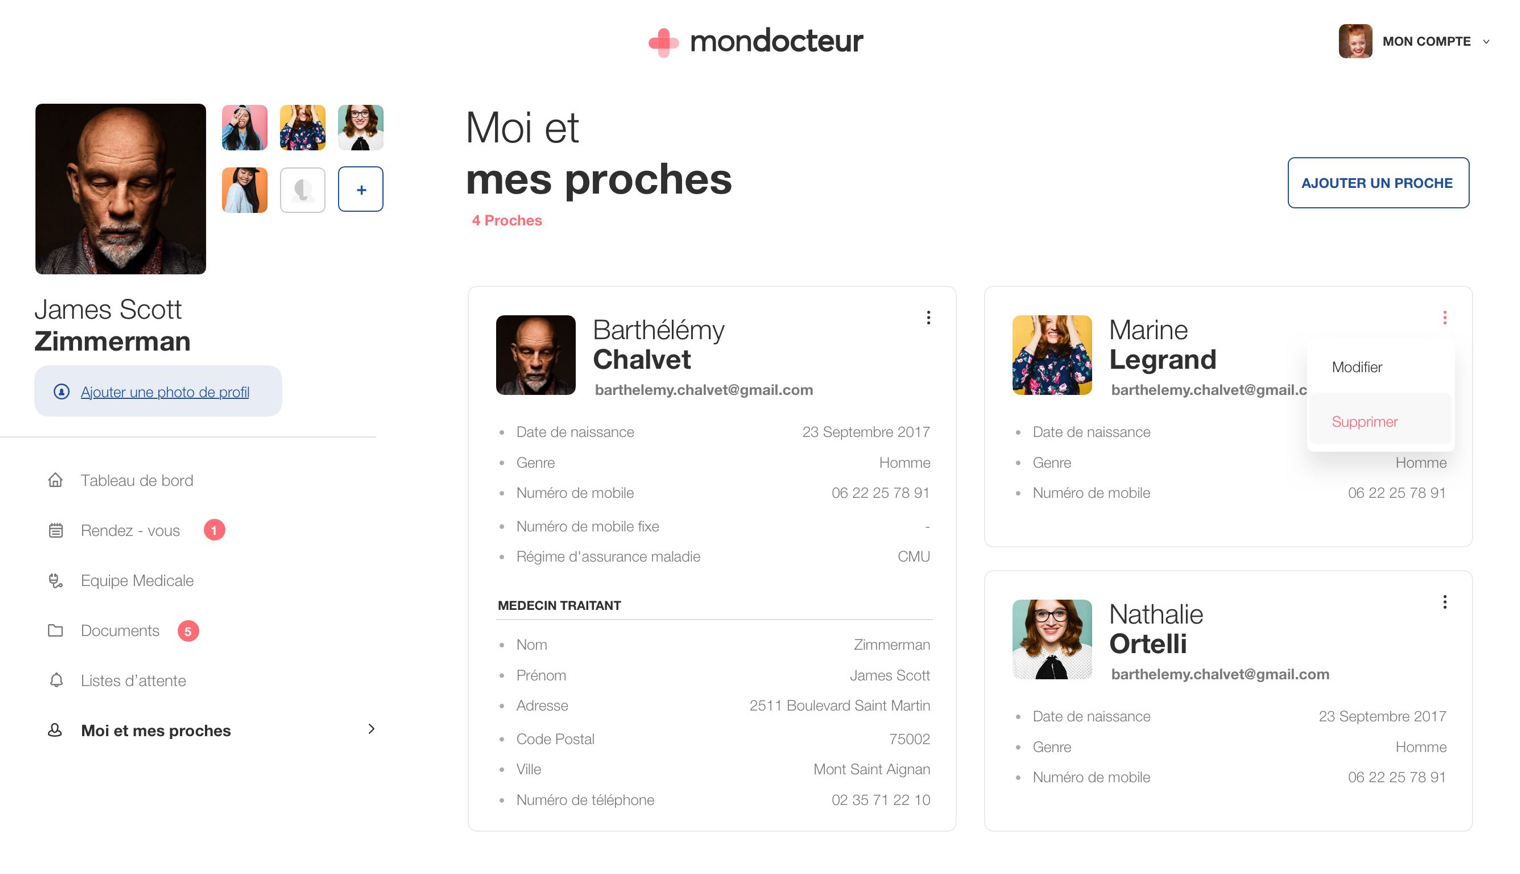 mondocteur
MON COMPTE
+
James Scott
Zimmerman
Ajouter une photo de profil
Tableau de bord
Rendez - vous 1
Equipe Medicale
Documents 5
Listes d'attente
Moi et mes proches
Moi et
mes proches
4 Proches
AJOUTER UN PROCHE
Barthélémy
Chalvet
barthelemy.chalvet@gmail.com
Date de naissance 23 Septembre 2017
Genre Homme
Numéro de mobile 06 22 25 78 91
Numéro de mobile fixe -
Régime d'assurance maladie CMU
MEDECIN TRAITANT
Nom Zimmerman
Prénom James Scott
Adresse 2511 Boulevard Saint Martin
Code Postal 75002
Ville Mont Saint Aignan
Numéro de téléphone 02 35 71 22 10
Marine
Legrand
barthelemy.chalvet@gmail.c
Modifier
Supprimer
Date de naissance
Genre Homme
Numéro de mobile 06 22 25 78 91
Nathalie
Ortelli
barthelemy.chalvet@gmail.com
Date de naissance 23 Septembre 2017
Genre Homme
Numéro de mobile 06 22 25 78 91